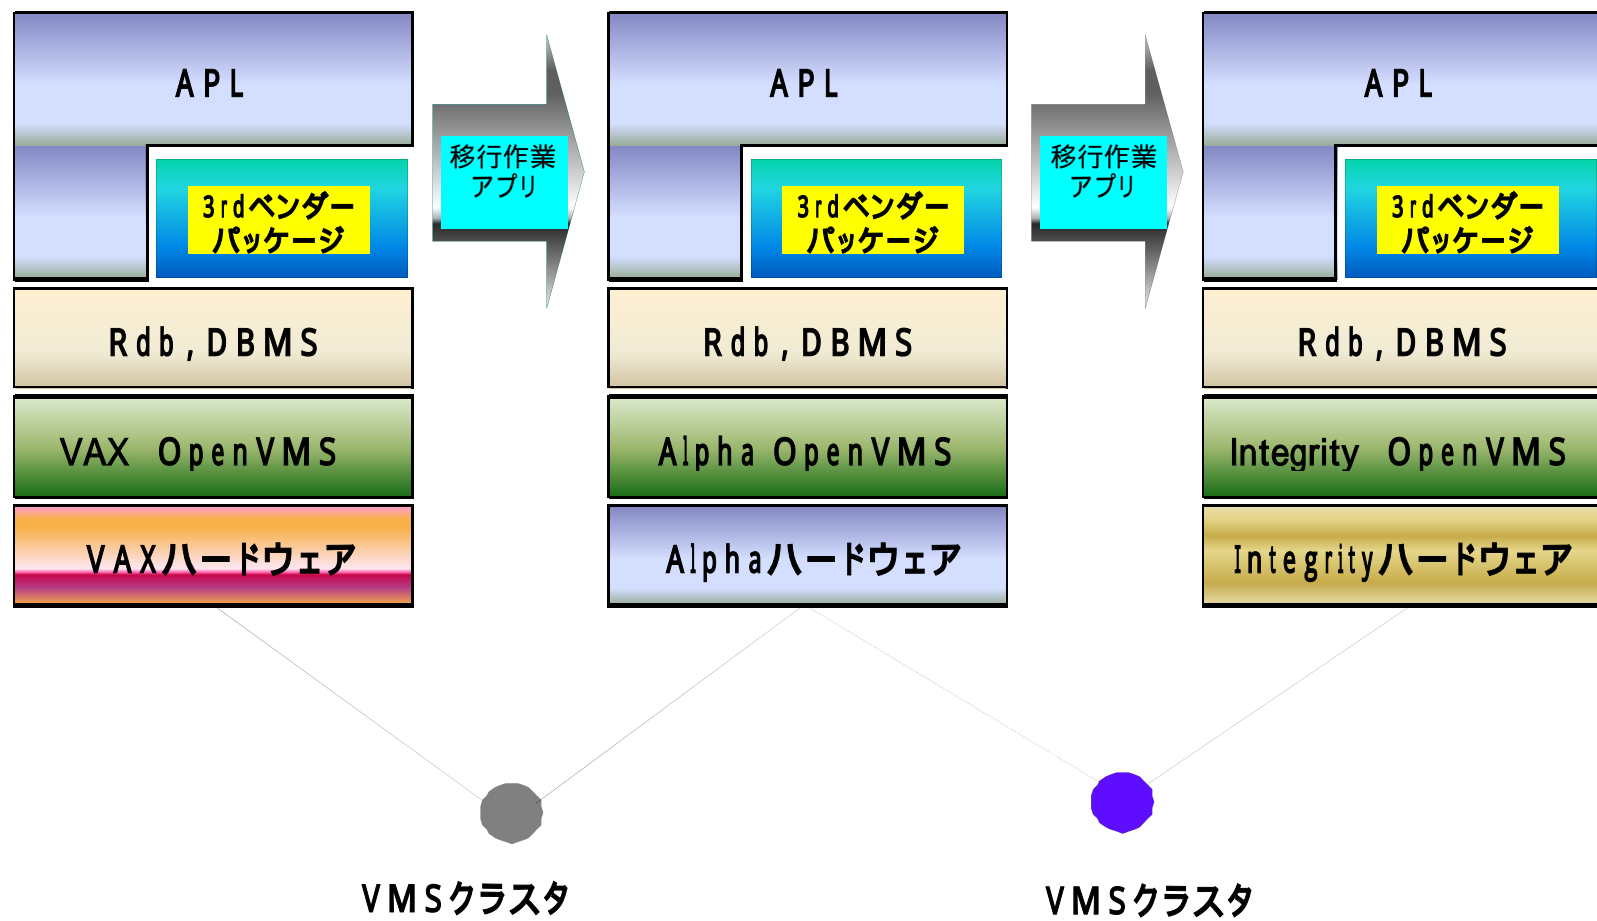 APL
3rdベンダー
パッケージ
Rdb,DBMS
VAX OpenVMS
VAXハードウェア
移行作業
アプリ
APL
3rdベンダー
パッケージ
Rdb,DBMS
Alpha OpenVMS
Alphaハードウェア
移行作業
アプリ
APL
3rdベンダー
パッケージ
Rdb,DBMS
Integrity OpenVMS
Integrityハードウェア
VMSクラスタ
VMSクラスタ